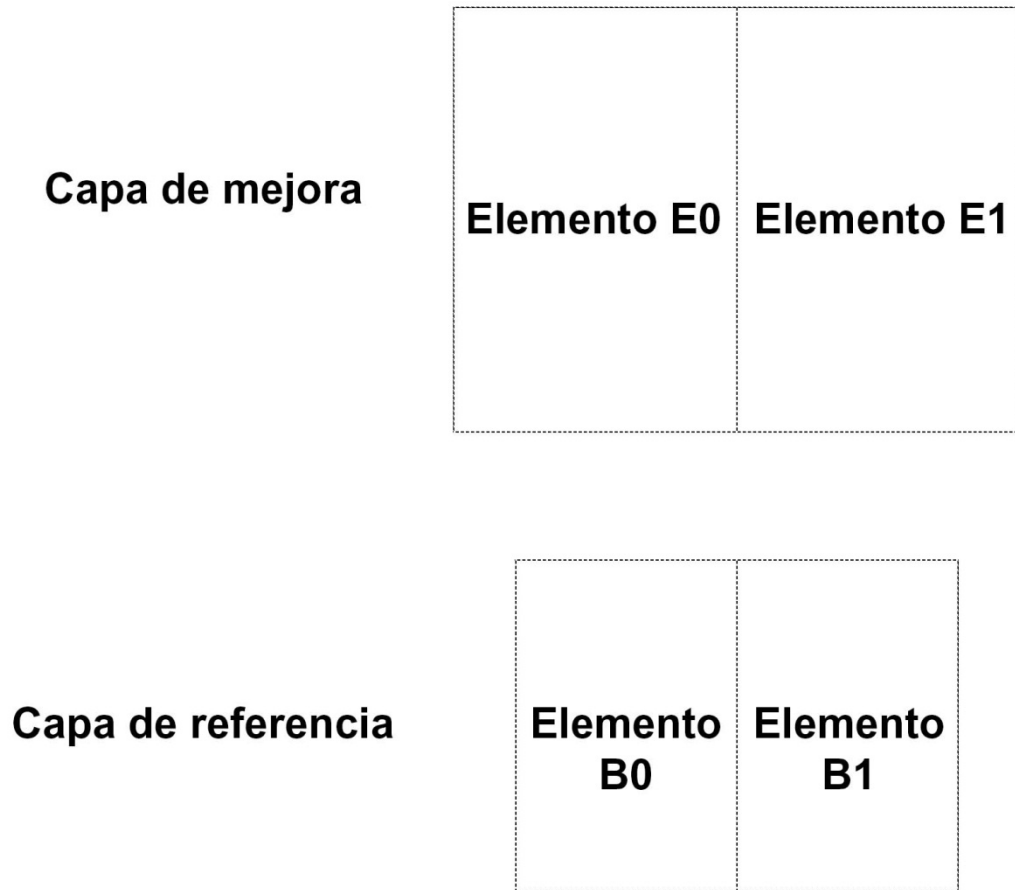 Capa de mejora
Elemento E0
Elemento E1
Capa de referencia
Elemento
B0
Elemento
B1